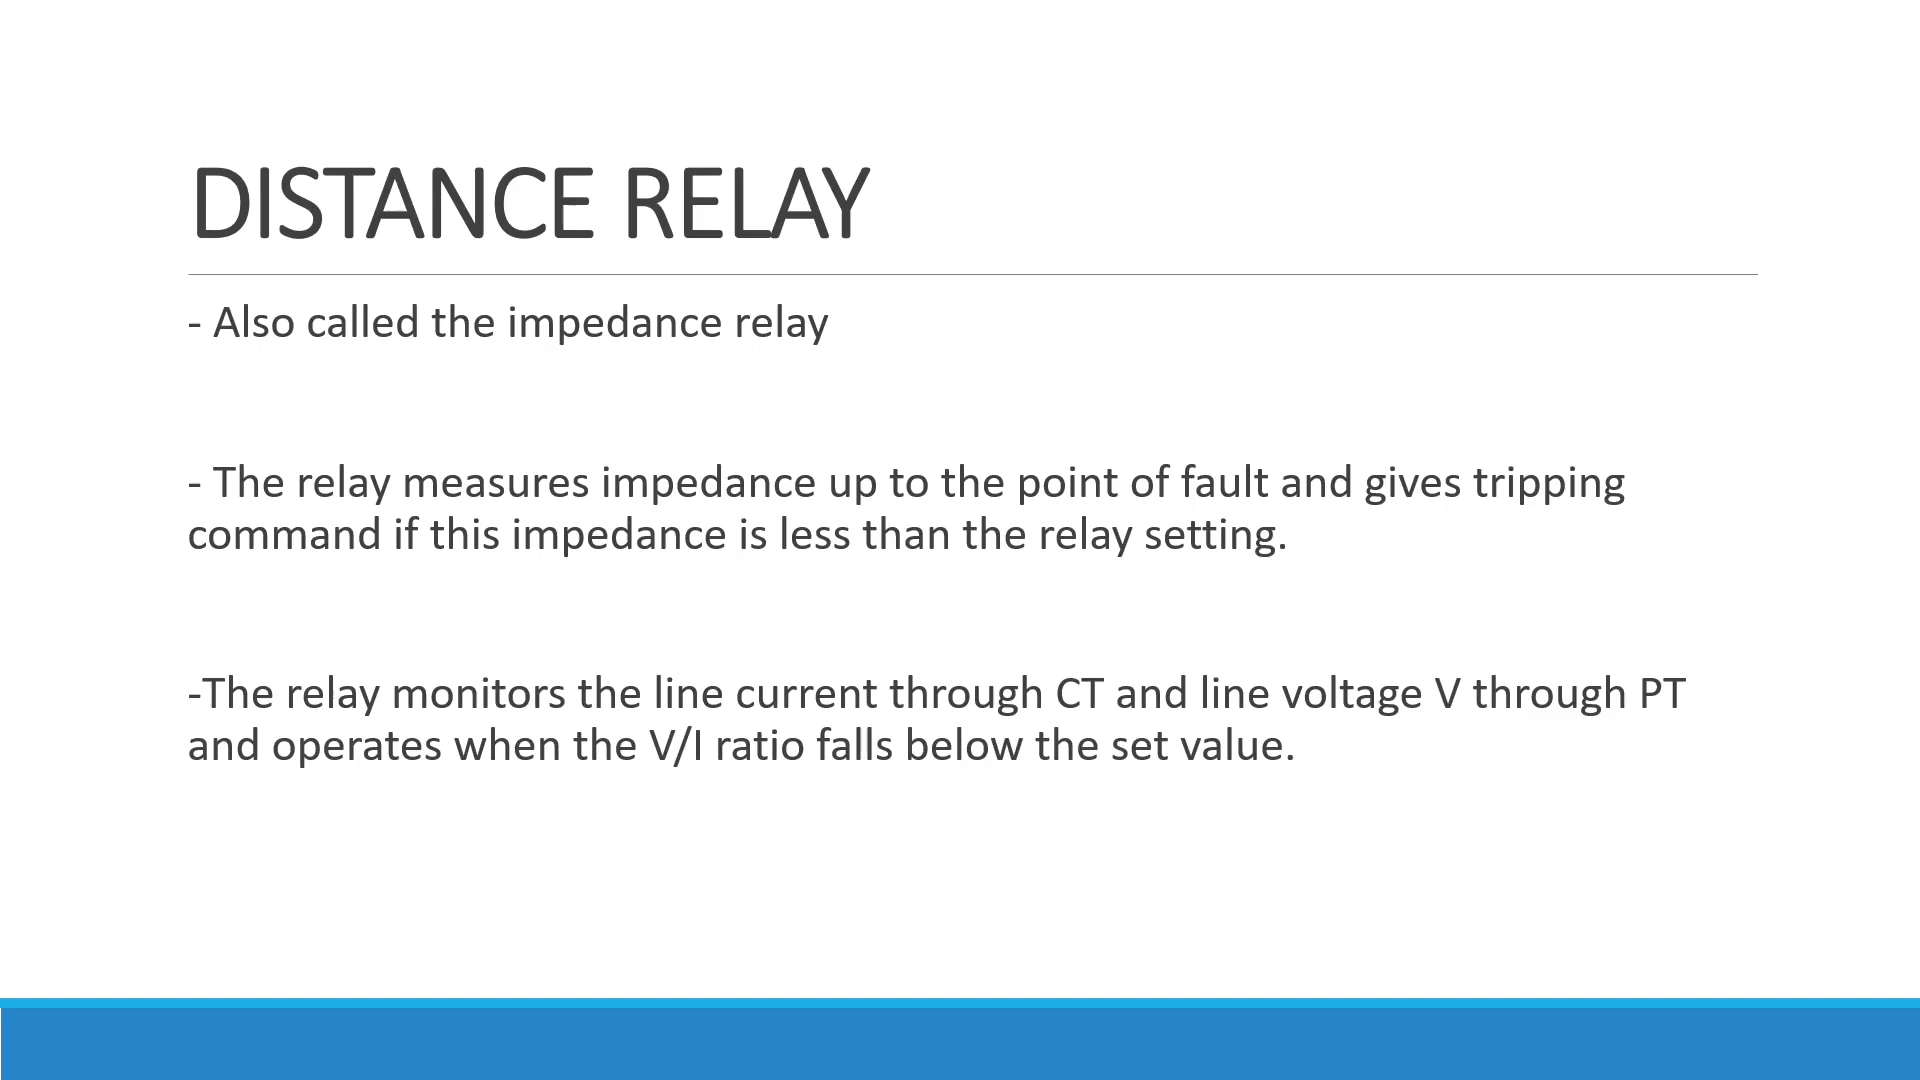 DISTANCE RELAY
- Also called the impedance relay
- The relay measures impedance up to the point of fault and gives tripping
command if this impedance is less than the relay setting.
-The relay monitors the line current through CT and line voltage V through PT
and operates when the V/I ratio falls below the set value.